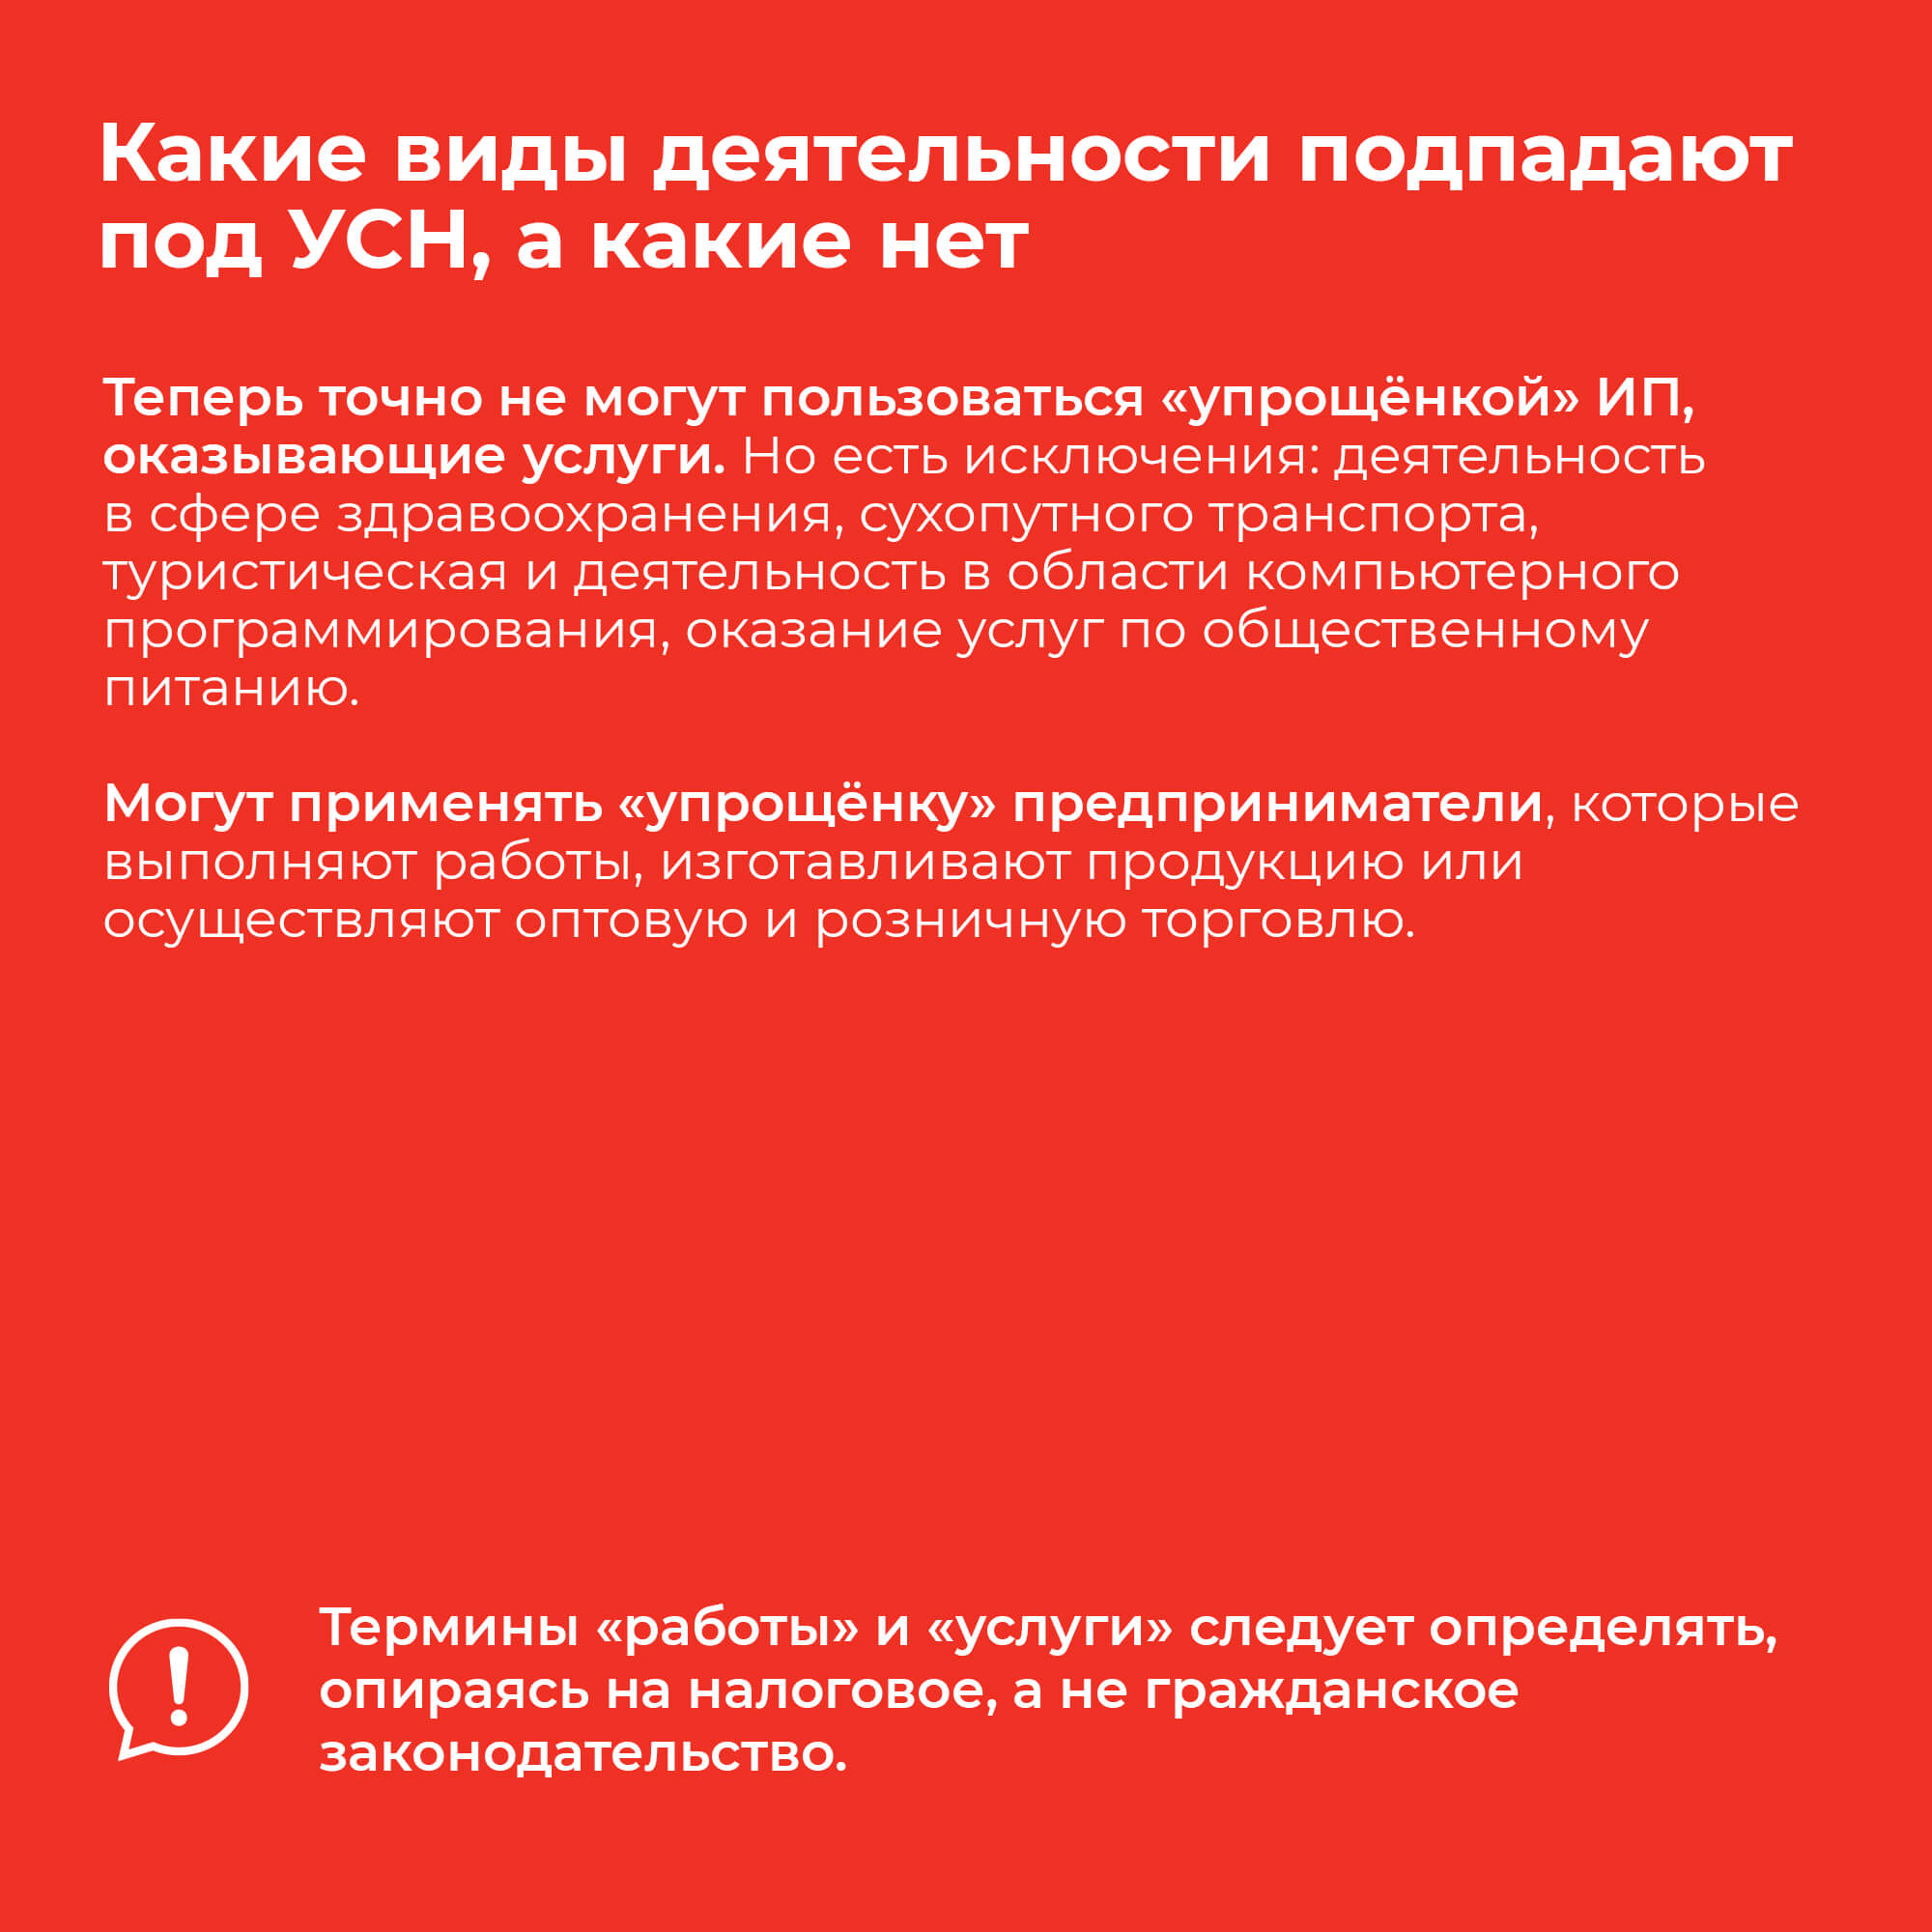 Какие виды деятельности подпадают
под УСН, а какие нет
Теперь точно не могут пользоваться «упрощёнкой» ИП,
оказывающие услуги. Но есть исключения: деятельность
в сфере здравоохранения, сухопутного транспорта,
туристическая и деятельность в области компьютерного
программирования, оказание услуг по общественному
питанию.
Могут применять «упрощёнку» предприниматели, которые
выполняют работы, изготавливают продукцию или
осуществляют оптовую и розничную торговлю.
Термины «работы» и «услуги» следует определять,
опираясь на налоговое, а не гражданское
законодательство.